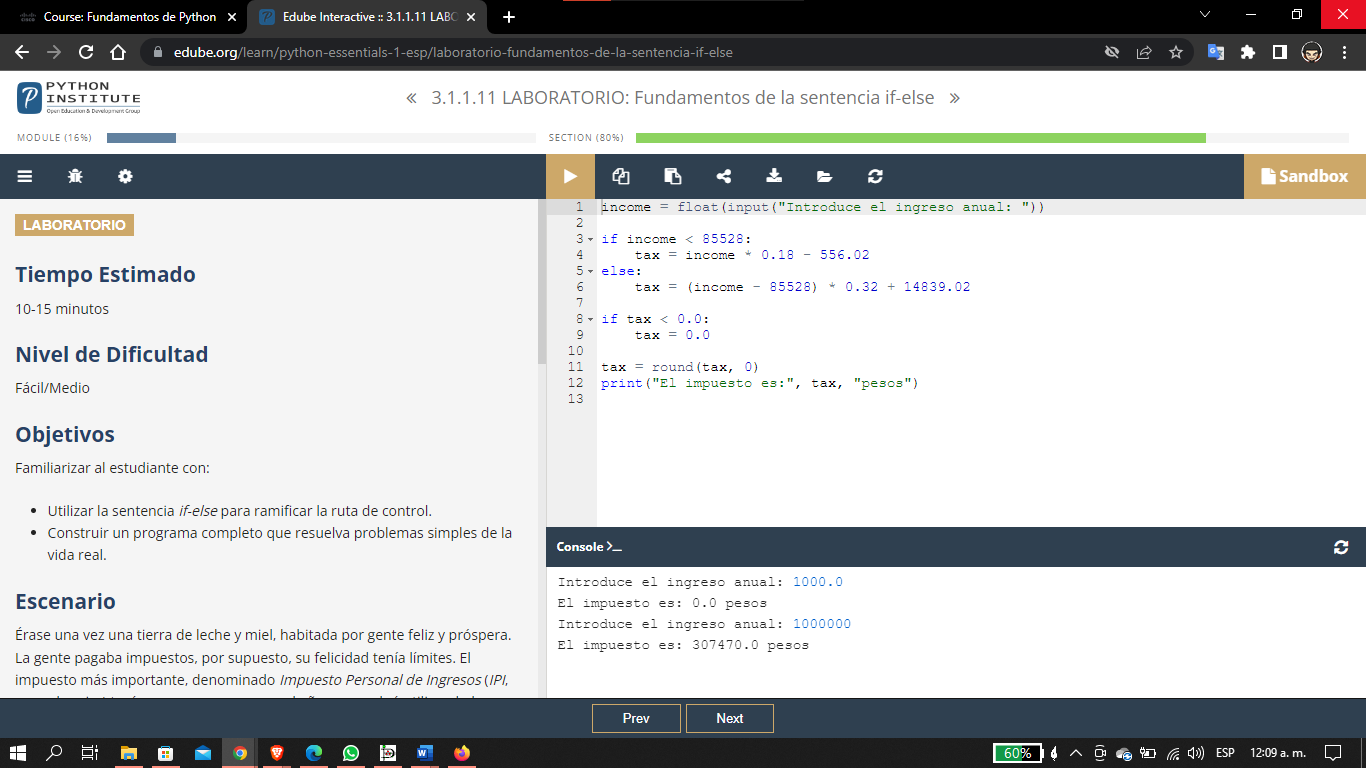 Course: Fundamentos de Python
Edube Interactive :: 3.1.1.11 LABO
edube.org/learn/python-essentials-1-esp/laboratorio-fundamentos-de-la-sentencia-if-else
PYTHON
INSTITUTE
Open Education & Development Group
« 3.1.1.11 LABORATORIO: Fundamentos de la sentencia if-else »
MODULE (16%)
SECTION (80%)
Sandbox
LABORATORIO
Tiempo Estimado
10-15 minutos
Nivel de Dificultad
Fácil/Medio
Objetivos
Familiarizar al estudiante con:
• Utilizar la sentencia if-else para ramificar la ruta de control.
• Construir un programa completo que resuelva problemas simples de la
vida real.
Escenario
Érase una vez una tierra de leche y miel, habitada por gente feliz y próspera.
La gente pagaba impuestos, por supuesto, su felicidad tenía límites. El
impuesto más importante, denominado Impuesto Personal de Ingresos (IPI,
1 income = float(input("Introduce el ingreso anual: "))
2
3 if income < 85528:
4     tax = income * 0.18 - 556.02
5 else:
6     tax = (income - 85528) * 0.32 + 14839.02
7
8 if tax < 0.0:
9     tax = 0.0
10
11 tax = round(tax, 0)
12 print("El impuesto es:", tax, "pesos")
13
Console >_
Introduce el ingreso anual: 1000.0
El impuesto es: 0.0 pesos
Introduce el ingreso anual: 1000000
El impuesto es: 307470.0 pesos
Prev
Next
60%
ESP
12:09 a. m.